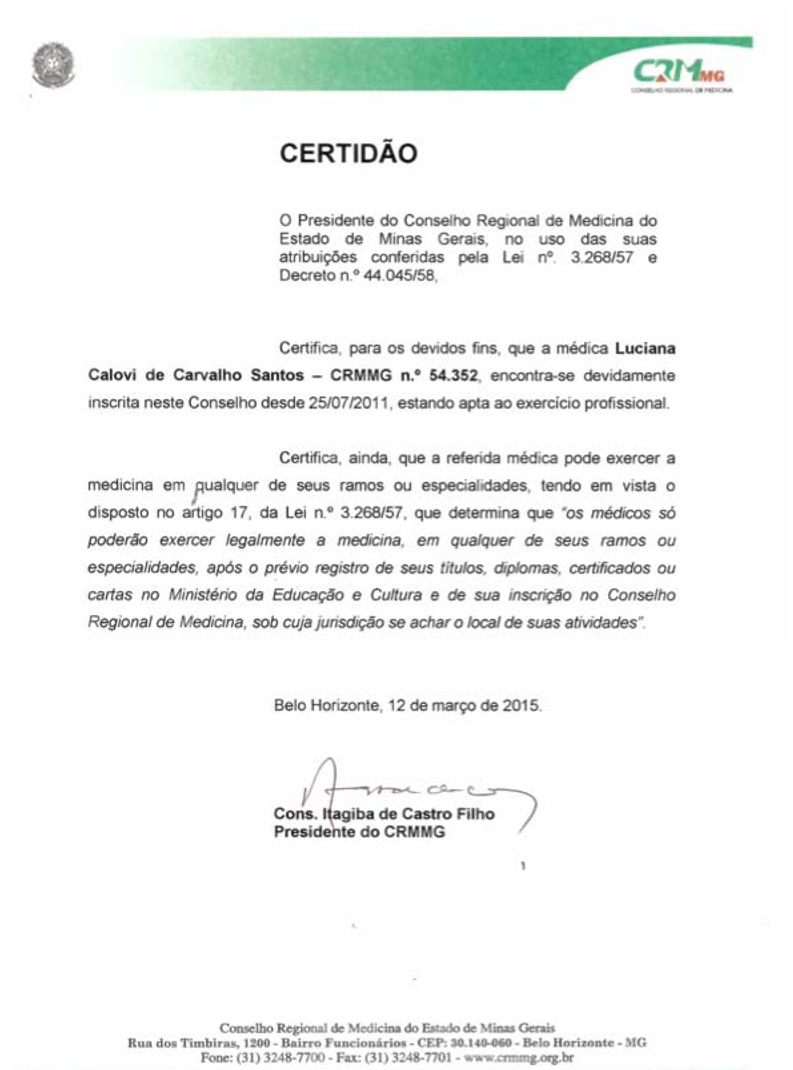 CRMMG
CONSELHO REGIONAL DE MEDICINA
CERTIDÃO
O Presidente do Conselho Regional de Medicina do
Estado de Minas Gerais, no uso das suas
atribuições conferidas pela Lei nº. 3.268/57 e
Decreto n.º 44.045/58,
Certifica, para os devidos fins, que a médica Luciana
Calovi de Carvalho Santos – CRMMG n.º 54.352, encontra-se devidamente
inscrita neste Conselho desde 25/07/2011, estando apta ao exercício profissional.
Certifica, ainda, que a referida médica pode exercer a
medicina em qualquer de seus ramos ou especialidades, tendo em vista o
disposto no artigo 17, da Lei n.º 3.268/57, que determina que "os médicos só
poderão exercer legalmente a medicina, em qualquer de seus ramos ou
especialidades, após o prévio registro de seus títulos, diplomas, certificados ou
cartas no Ministério da Educação e Cultura e de sua inscrição no Conselho
Regional de Medicina, sob cuja jurisdição se achar o local de suas atividades".
Belo Horizonte, 12 de março de 2015.
Cons. Itagiba de Castro Filho
Presidente do CRMMG
Conselho Regional de Medicina do Estado de Minas Gerais
Rua dos Timbiras, 1200 - Bairro Funcionários - CEP: 30.140-060 - Belo Horizonte - MG
Fone: (31) 3248-7700 - Fax: (31) 3248-7701 - www.crmmg.org.br